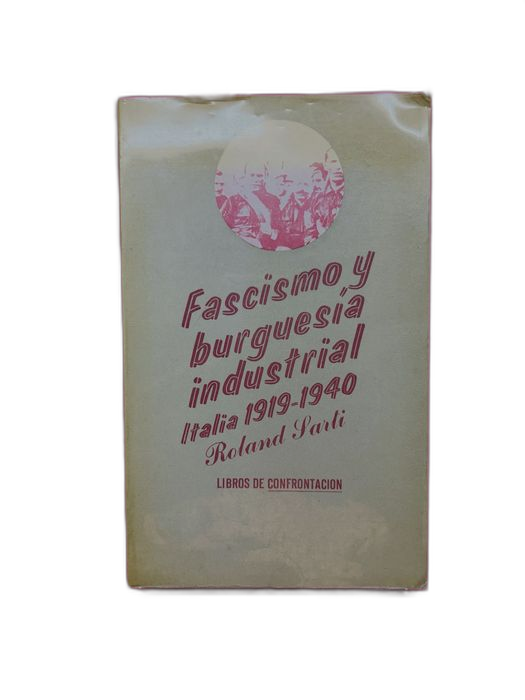 Fascismo y
burguesía
industrial
Italia 1919-1940
Roland Sarti
LIBROS DE CONFRONTACION